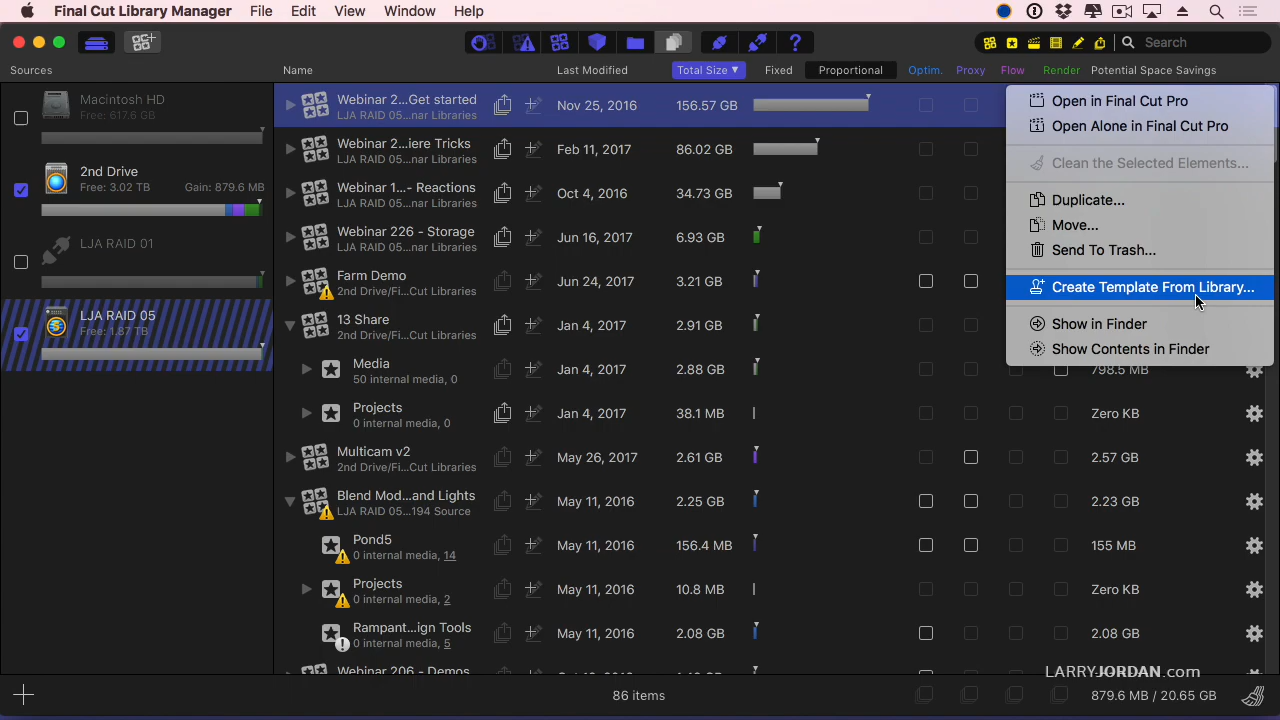 Final Cut Library Manager File Edit View Window Help
Search
Sources Name Last Modified Total Size ▼ Fixed Proportional Optim. Proxy Flow Render Potential Space Savings
Macintosh HD
Free: 617.6 GB
2nd Drive
Free: 3.02 TB Gain: 879.6 MB
LJA RAID 01
LJA RAID 05
Free: 1.87 TB
Webinar 2...Get started
LJA RAID 05...nar Libraries
Nov 25, 2016 156.57 GB
Webinar 2...iere Tricks
LJA RAID 05...nar Libraries
Feb 11, 2017 86.02 GB
Webinar 1...- Reactions
LJA RAID 05...nar Libraries
Oct 4, 2016 34.73 GB
Webinar 226 - Storage
LJA RAID 05...nar Libraries
Jun 16, 2017 6.93 GB
Farm Demo
2nd Drive/Fi...Cut Libraries
Jun 24, 2017 3.21 GB
13 Share
2nd Drive/Fi...Cut Libraries
Jan 4, 2017 2.91 GB
Media
50 internal media, 0
Jan 4, 2017 2.88 GB 798.5 MB
Projects
0 internal media, 0
Jan 4, 2017 38.1 MB Zero KB
Multicam v2
2nd Drive/Fi...Cut Libraries
May 26, 2017 2.61 GB 2.57 GB
Blend Mod...and Lights
LJA RAID 05...194 Source
May 11, 2016 2.25 GB 2.23 GB
Pond5
0 internal media, 14
May 11, 2016 156.4 MB 155 MB
Projects
0 internal media, 2
May 11, 2016 10.8 MB Zero KB
Rampant...ign Tools
0 internal media, 5
May 11, 2016 2.08 GB 2.08 GB
Webinar 206 - Demos
Open in Final Cut Pro
Open Alone in Final Cut Pro
Clean the Selected Elements...
Duplicate...
Move...
Send To Trash...
Create Template From Library...
Show in Finder
Show Contents in Finder
LARRYJORDAN.com
86 items 879.6 MB / 20.65 GB